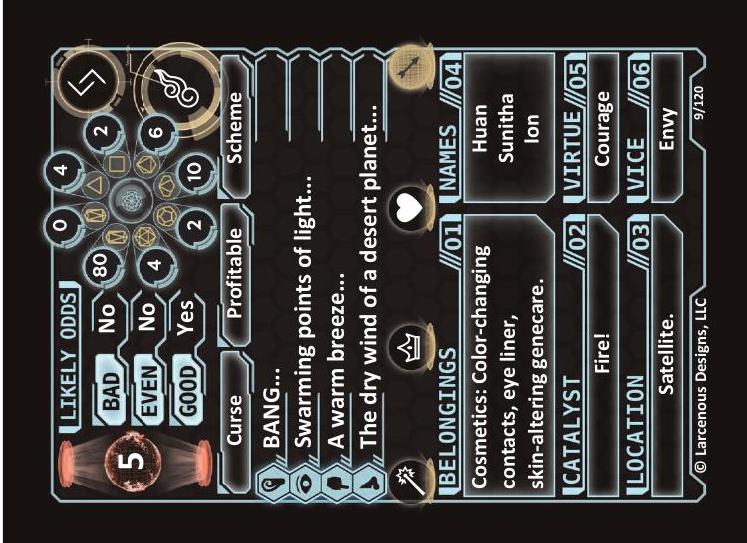 5
LIKELY ODDS
BAD No
EVEN No
GOOD Yes
0
4
2
6
10
2
4
80
Curse
Profitable
Scheme
BANG...
Swarming points of light...
A warm breeze...
The dry wind of a desert planet...
BELONGINGS //01
Cosmetics: Color-changing
contacts, eye liner,
skin-altering genecare.
NAMES //04
Huan
Sunitha
Ion
CATALYST //02
Fire!
VIRTUE //05
Courage
LOCATION //03
Satellite.
VICE //06
Envy
© Larcenous Designs, LLC
9/120